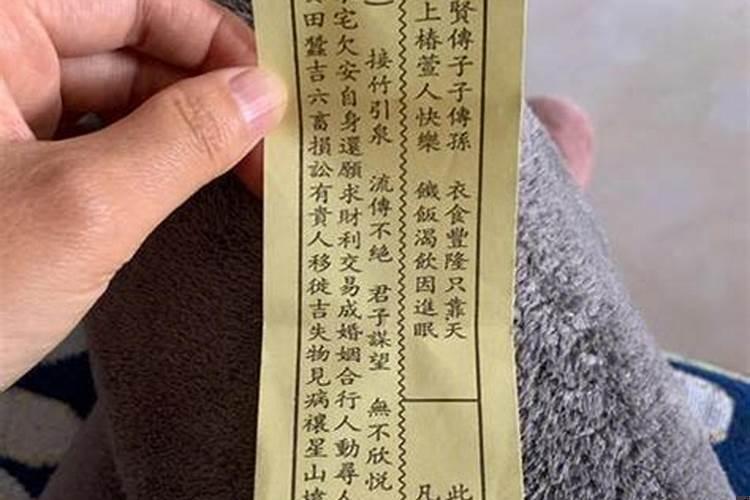 賢傳子子傳孫 衣食豐隆只靠天 此
上椿萱人快樂 饑飯渴飲因進眠 凡
接竹引泉 流傳不絕 君子謀望 無不欣悅
宅欠安自身還願求財利交易成婚姻合行人動尋
田蠶吉六畜損訟有貴人移徙吉失物見病禳星山